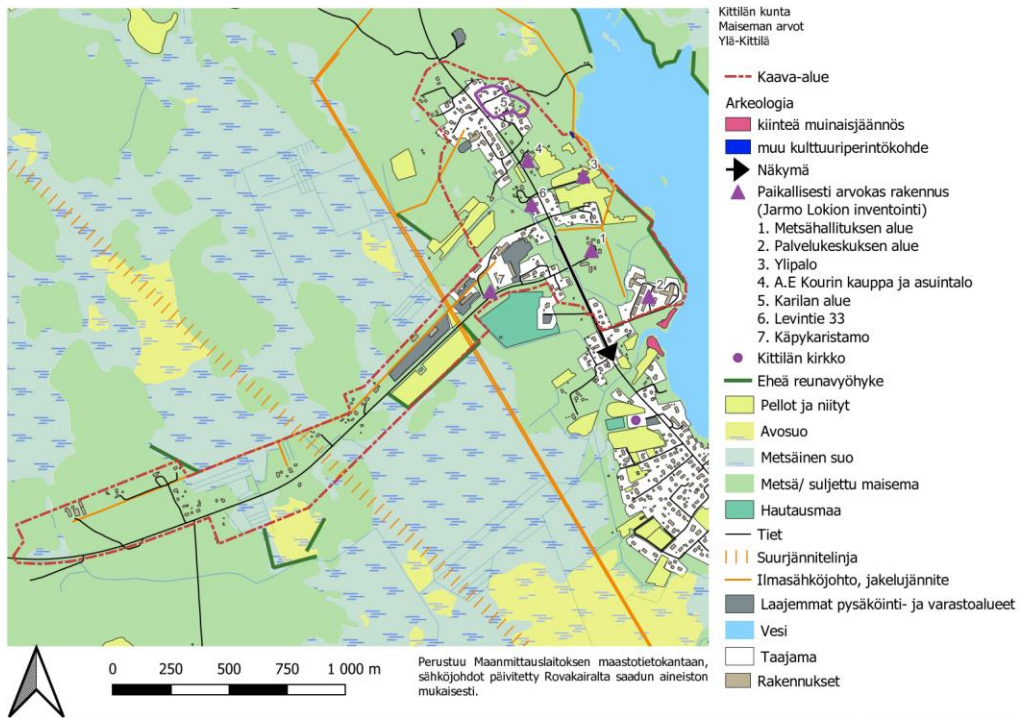 Kittilän kunta
Maiseman arvot
Ylä-Kittilä
Kaava-alue
Arkeologia
kiinteä muinaisjäännös
muu kulttuuriperintökohde
Näkymä
Paikallisesti arvokas rakennus
(Jarmo Lokion inventointi)
1. Metsähallituksen alue
2. Palvelukeskuksen alue
3. Ylipalo
4. A.E Kourin kauppa ja asuintalo
5. Karilan alue
6. Levintie 33
7. Käpykaristamo
Kittilän kirkko
Eheä reunavyöhyke
Pellot ja niityt
Avosuo
Metsäinen suo
Metsä/ suljettu maisema
Hautausmaa
Tiet
Suurjännitelinja
Ilmasähköjohto, jakelujännite
Laajemmat pysäköinti- ja varastoalueet
Vesi
Taajama
Rakennukset
5
4
3
6
1
7
2
0 250 500 750 1 000 m
Perustuu Maanmittauslaitoksen maastotietokantaan,
sähköjohdot päivitetty Rovakairalta saadun aineiston
mukaisesti.